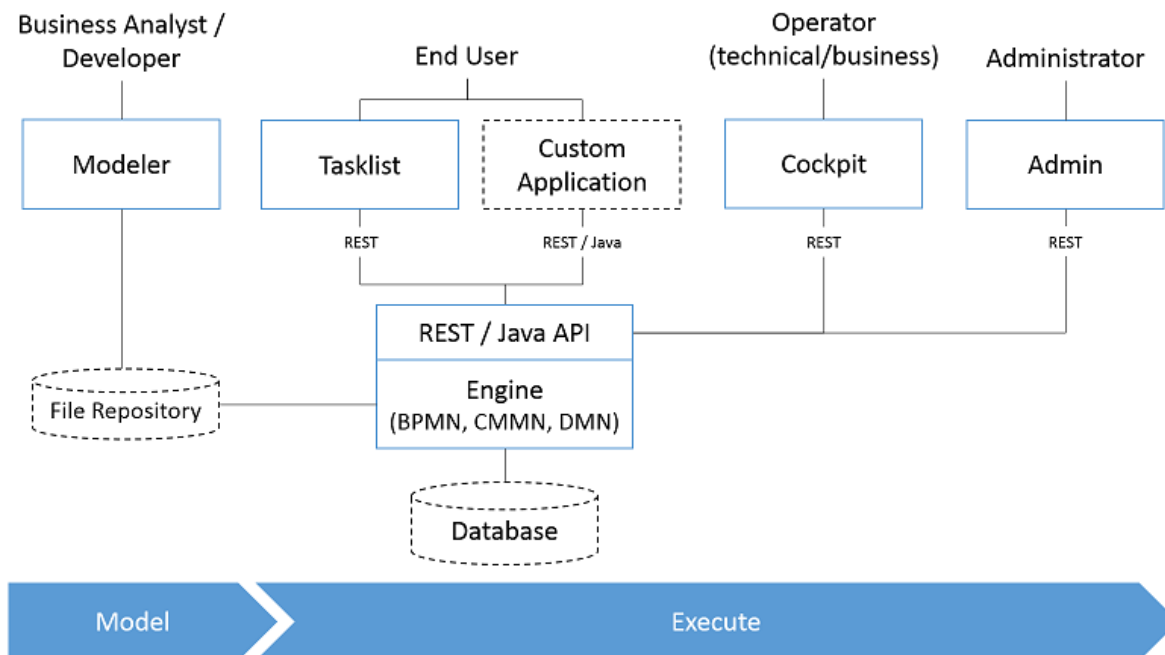 Business Analyst /
Developer
End User
Operator
(technical/business)
Administrator
Modeler
Tasklist
Custom
Application
Cockpit
Admin
REST
REST / Java
REST
REST
REST / Java API
Engine
(BPMN, CMMN, DMN)
File Repository
Database
Model
Execute